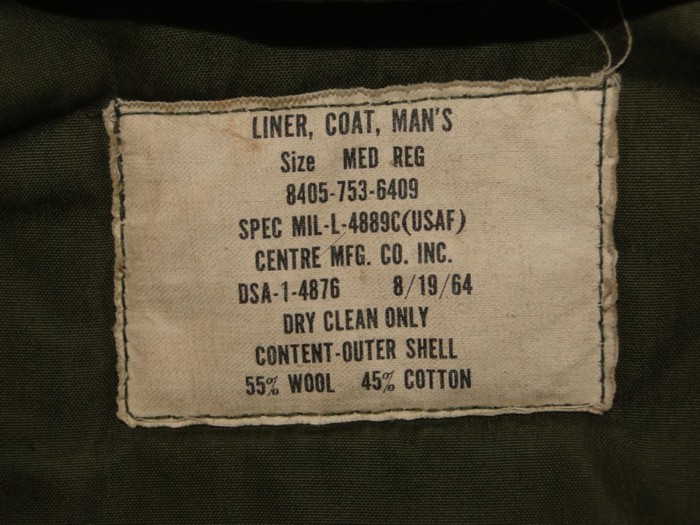 LINER, COAT, MAN'S
Size MED REG
8405-753-6409
SPEC MIL-L-4889C(USAF)
CENTRE MFG. CO. INC.
DSA-1-4876 8/19/64
DRY CLEAN ONLY
CONTENT-OUTER SHELL
55% WOOL 45% COTTON